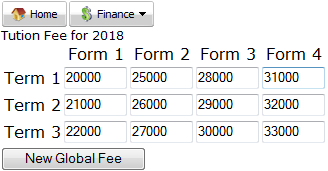 Home Finance
Tution Fee for 2018
Form 1 Form 2 Form 3 Form 4
Term 1 20000 25000 28000 31000
Term 2 21000 26000 29000 32000
Term 3 22000 27000 30000 33000
New Global Fee